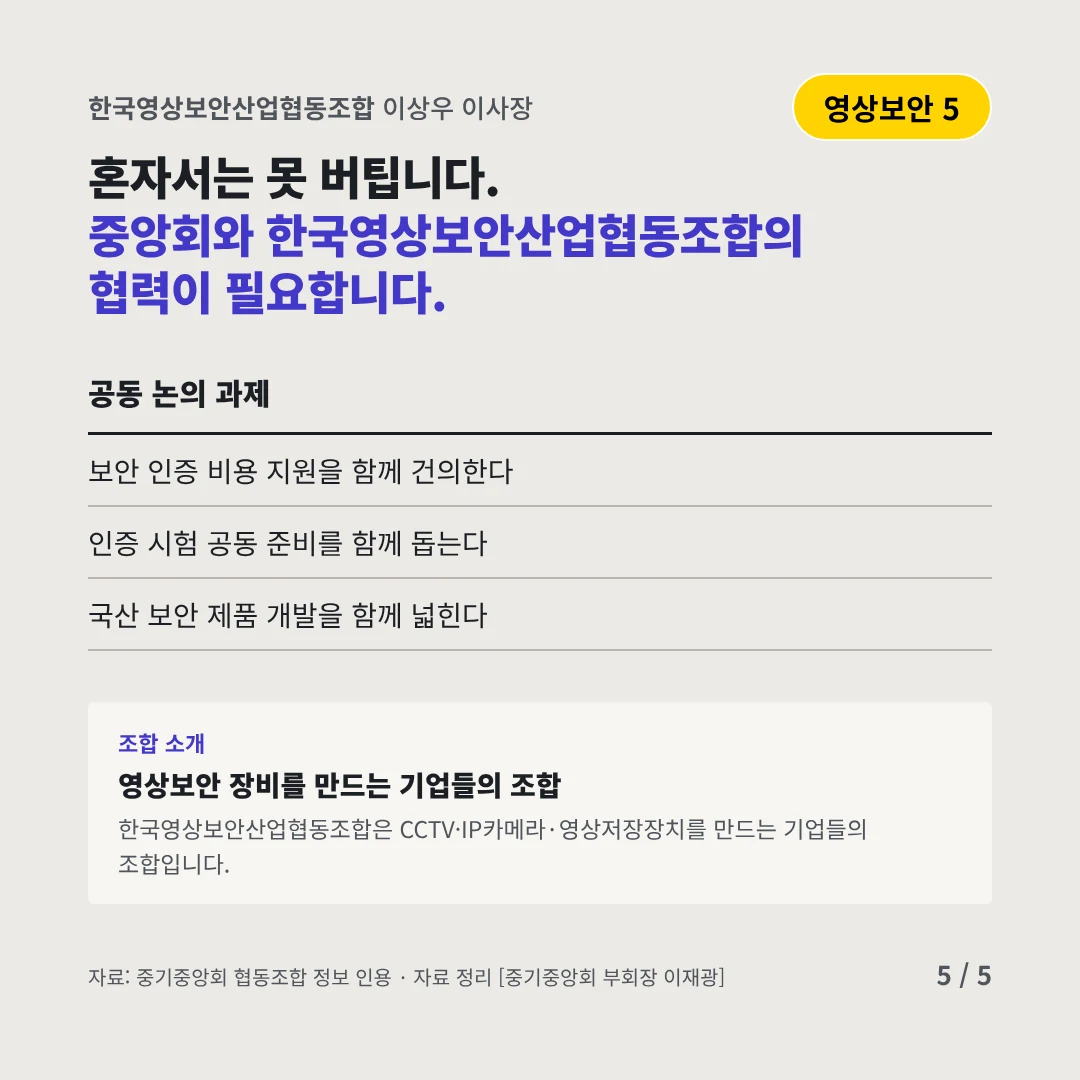 한국영상보안산업협동조합 이상우 이사장
영상보안 5
혼자서는 못 버팁니다.
중앙회와 한국영상보안산업협동조합의
협력이 필요합니다.
공동 논의 과제
보안 인증 비용 지원을 함께 건의한다
인증 시험 공동 준비를 함께 돕는다
국산 보안 제품 개발을 함께 넓힌다
조합 소개
영상보안 장비를 만드는 기업들의 조합
한국영상보안산업협동조합은 CCTV·IP카메라·영상저장장치를 만드는 기업들의
조합입니다.
자료: 중기중앙회 협동조합 정보 인용 · 자료 정리 [중기중앙회 부회장 이재광]
5 / 5